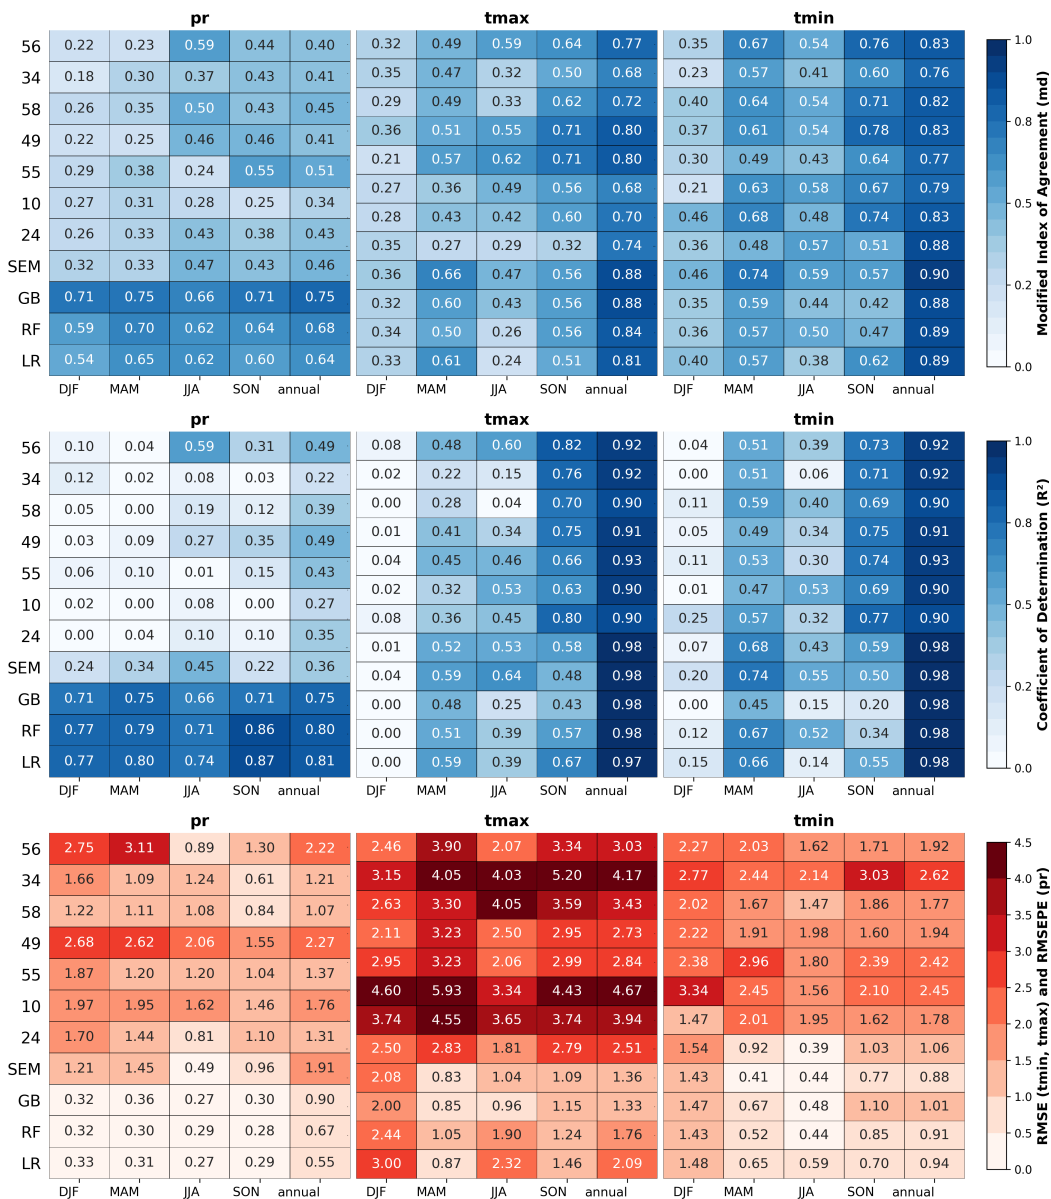 pr
56 0.22 0.23 0.59 0.44 0.40
34 0.18 0.30 0.37 0.43 0.41
58 0.26 0.35 0.50 0.43 0.45
49 0.22 0.25 0.46 0.46 0.41
55 0.29 0.38 0.24 0.55 0.51
10 0.27 0.31 0.28 0.25 0.34
24 0.26 0.33 0.43 0.38 0.43
SEM 0.32 0.33 0.47 0.43 0.46
GB 0.71 0.75 0.66 0.71 0.75
RF 0.59 0.70 0.62 0.64 0.68
LR 0.54 0.65 0.62 0.60 0.64
DJF MAM JJA SON annual
tmax
0.32 0.49 0.59 0.64 0.77
0.35 0.47 0.32 0.50 0.68
0.29 0.49 0.33 0.62 0.72
0.36 0.51 0.55 0.71 0.80
0.21 0.57 0.62 0.71 0.80
0.27 0.36 0.49 0.56 0.68
0.28 0.43 0.42 0.60 0.70
0.35 0.27 0.29 0.32 0.74
0.36 0.66 0.47 0.56 0.88
0.32 0.60 0.43 0.56 0.88
0.34 0.50 0.26 0.56 0.84
0.33 0.61 0.24 0.51 0.81
DJF MAM JJA SON annual
tmin
0.35 0.67 0.54 0.76 0.83
0.23 0.57 0.41 0.60 0.76
0.40 0.64 0.54 0.71 0.82
0.37 0.61 0.54 0.78 0.83
0.30 0.49 0.43 0.64 0.77
0.21 0.63 0.58 0.67 0.79
0.46 0.68 0.48 0.74 0.83
0.36 0.48 0.57 0.51 0.88
0.46 0.74 0.59 0.57 0.90
0.35 0.59 0.44 0.42 0.88
0.36 0.57 0.50 0.47 0.89
0.40 0.57 0.38 0.62 0.89
DJF MAM JJA SON annual
1.0
0.8
0.5
0.2
0.0
Modified Index of Agreement (md)
pr
56 0.10 0.04 0.59 0.31 0.49
34 0.12 0.02 0.08 0.03 0.22
58 0.05 0.00 0.19 0.12 0.39
49 0.03 0.09 0.27 0.35 0.49
55 0.06 0.10 0.01 0.15 0.43
10 0.02 0.00 0.08 0.00 0.27
24 0.00 0.04 0.10 0.10 0.35
SEM 0.24 0.34 0.45 0.22 0.36
GB 0.71 0.75 0.66 0.71 0.75
RF 0.77 0.79 0.71 0.86 0.80
LR 0.77 0.80 0.74 0.87 0.81
DJF MAM JJA SON annual
tmax
0.08 0.48 0.60 0.82 0.92
0.02 0.22 0.15 0.76 0.92
0.00 0.28 0.04 0.70 0.90
0.01 0.41 0.34 0.75 0.91
0.04 0.45 0.46 0.66 0.93
0.02 0.32 0.53 0.63 0.90
0.08 0.36 0.45 0.80 0.90
0.01 0.52 0.53 0.58 0.98
0.04 0.59 0.64 0.48 0.98
0.00 0.48 0.25 0.43 0.98
0.00 0.51 0.39 0.57 0.98
0.00 0.59 0.39 0.67 0.97
DJF MAM JJA SON annual
tmin
0.04 0.51 0.39 0.73 0.92
0.00 0.51 0.06 0.71 0.92
0.11 0.59 0.40 0.69 0.90
0.05 0.49 0.34 0.75 0.91
0.11 0.53 0.30 0.74 0.93
0.01 0.47 0.53 0.69 0.90
0.25 0.57 0.32 0.77 0.90
0.07 0.68 0.43 0.59 0.98
0.20 0.74 0.55 0.50 0.98
0.00 0.45 0.15 0.20 0.98
0.12 0.67 0.52 0.34 0.98
0.15 0.66 0.14 0.55 0.98
DJF MAM JJA SON annual
1.0
0.8
0.5
0.2
0.0
Coefficient of Determination (R²)
pr
56 2.75 3.11 0.89 1.30 2.22
34 1.66 1.09 1.24 0.61 1.21
58 1.22 1.11 1.08 0.84 1.07
49 2.68 2.62 2.06 1.55 2.27
55 1.87 1.20 1.20 1.04 1.37
10 1.97 1.95 1.62 1.46 1.76
24 1.70 1.44 0.81 1.10 1.31
SEM 1.21 1.45 0.49 0.96 1.91
GB 0.32 0.36 0.27 0.30 0.90
RF 0.32 0.30 0.29 0.28 0.67
LR 0.33 0.31 0.27 0.29 0.55
DJF MAM JJA SON annual
tmax
2.46 3.90 2.07 3.34 3.03
3.15 4.05 4.03 5.20 4.17
2.63 3.30 4.05 3.59 3.43
2.11 3.23 2.50 2.95 2.73
2.95 3.23 2.06 2.99 2.84
4.60 5.93 3.34 4.43 4.67
3.74 4.55 3.65 3.74 3.94
2.50 2.83 1.81 2.79 2.51
2.08 0.83 1.04 1.09 1.36
2.00 0.85 0.96 1.15 1.33
2.44 1.05 1.90 1.24 1.76
3.00 0.87 2.32 1.46 2.09
DJF MAM JJA SON annual
tmin
2.27 2.03 1.62 1.71 1.92
2.77 2.44 2.14 3.03 2.62
2.02 1.67 1.47 1.86 1.77
2.22 1.91 1.98 1.60 1.94
2.38 2.96 1.80 2.39 2.42
3.34 2.45 1.56 2.10 2.45
1.47 2.01 1.95 1.62 1.78
1.54 0.92 0.39 1.03 1.06
1.43 0.41 0.44 0.77 0.88
1.47 0.67 0.48 1.10 1.01
1.43 0.52 0.44 0.85 0.91
1.48 0.65 0.59 0.70 0.94
DJF MAM JJA SON annual
4.5
4.0
3.5
3.0
2.5
2.0
1.5
1.0
0.5
0.0
RMSE (tmin, tmax) and RMSEPE (pr)